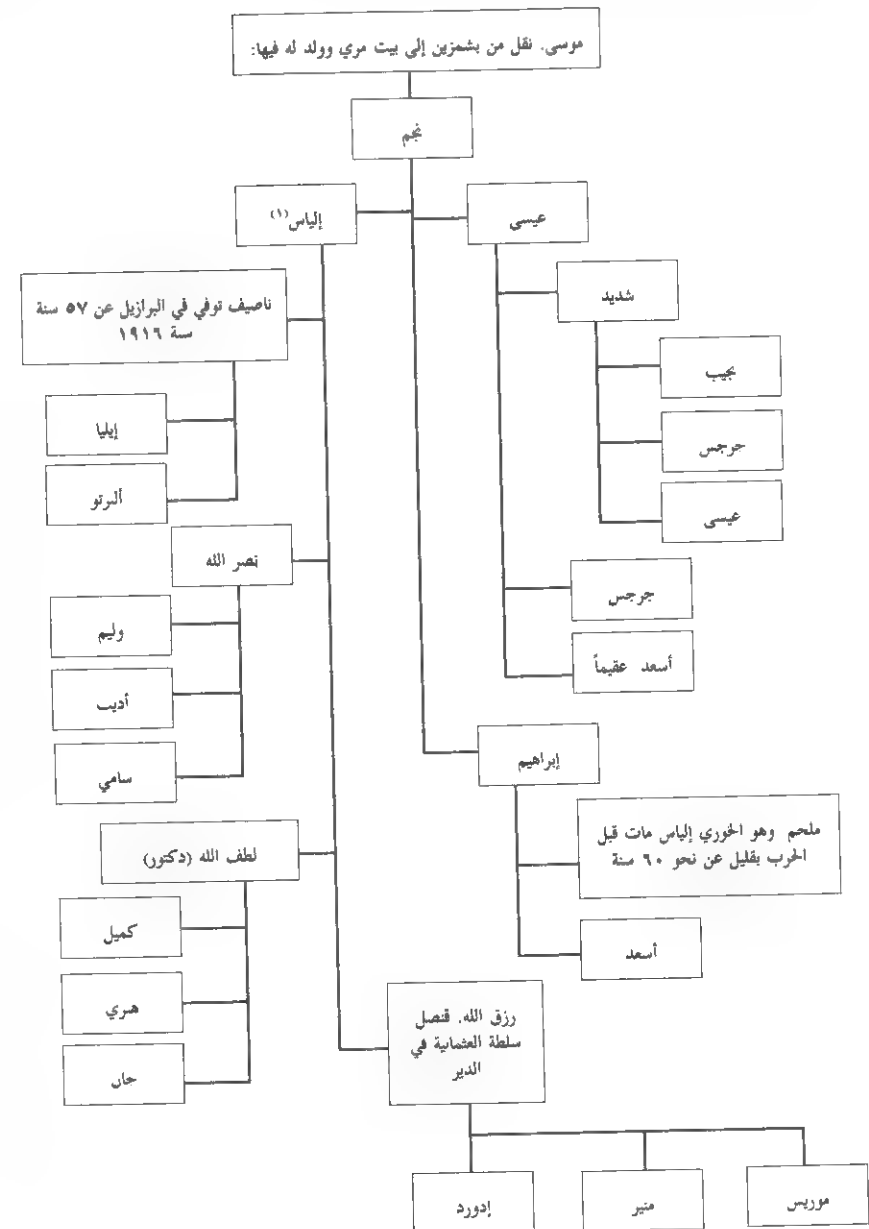 موسى. نقل من بشمزين إلى بيت مري وولد له فيها:
نجم
عيسى
إلياس(١)
شديد
ناصيف توفي في البرازيل عن ٥٧ سنة
سنة ١٩١٦
نجيب
إيليا
جرجس
ألبرتو
عيسى
نصر الله
جرجس
وليم
أسعد عقيماً
أديب
إبراهيم
سامي
ملحم وهو الخوري إلياس مات قبل
الحرب بقليل عن نحو ٦٠ سنة
لطف الله (دكتور)
كميل
أسعد
هنري
رزق الله. قنصل
سلطة العثمانية في
الدير
جان
موريس
منير
إدورد